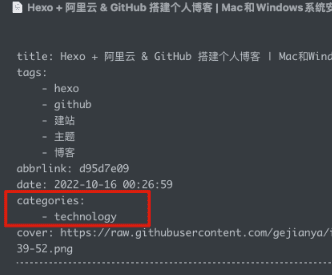 Hexo + 阿里云 & GitHub 搭建个人博客 | Mac和Windows系统安
title: Hexo + 阿里云 & GitHub 搭建个人博客 | Mac和Wind
tags:
- hexo
- github
- 建站
- 主题
- 博客
abbrlink: d95d7e09
date: 2022-10-16 00:26:59
categories:
- technology
cover: https://raw.githubusercontent.com/gejianya/
39-52.png